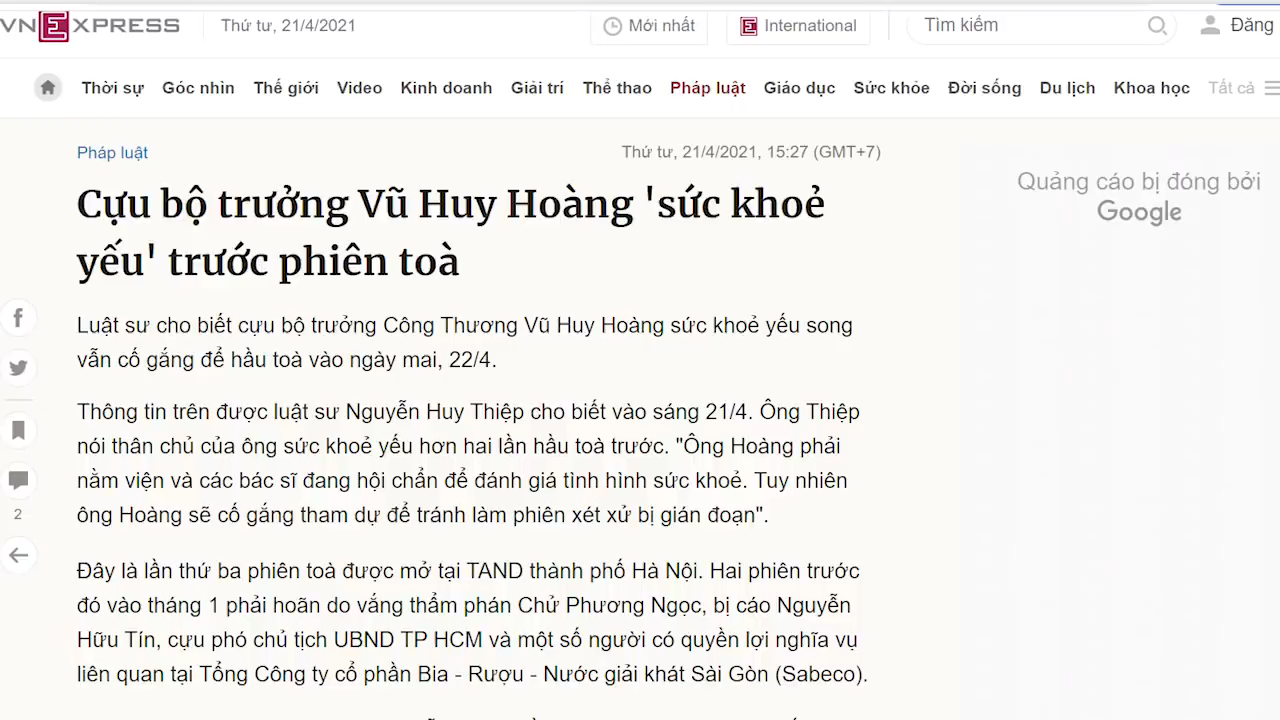 VNEXPRESS
Thứ tư, 21/4/2021
Mới nhất
E International
Tìm kiếm
Đăng
Thời sự Góc nhìn Thế giới Video Kinh doanh Giải trí Thể thao Pháp luật Giáo dục Sức khỏe Đời sống Du lịch Khoa học Tất cả
Pháp luật
Thứ tư, 21/4/2021, 15:27 (GMT+7)
Cựu bộ trưởng Vũ Huy Hoàng 'sức khoẻ
yếu' trước phiên toà
Luật sư cho biết cựu bộ trưởng Công Thương Vũ Huy Hoàng sức khoẻ yếu song
vẫn cố gắng để hầu toà vào ngày mai, 22/4.
Thông tin trên được luật sư Nguyễn Huy Thiệp cho biết vào sáng 21/4. Ông Thiệp
nói thân chủ của ông sức khoẻ yếu hơn hai lần hầu toà trước. "Ông Hoàng phải
nằm viện và các bác sĩ đang hội chẩn để đánh giá tình hình sức khoẻ. Tuy nhiên
ông Hoàng sẽ cố gắng tham dự để tránh làm phiên xét xử bị gián đoạn".
Đây là lần thứ ba phiên toà được mở tại TAND thành phố Hà Nội. Hai phiên trước
đó vào tháng 1 phải hoãn do vắng thẩm phán Chử Phương Ngọc, bị cáo Nguyễn
Hữu Tín, cựu phó chủ tịch UBND TP HCM và một số người có quyền lợi nghĩa vụ
liên quan tại Tổng Công ty cổ phần Bia - Rượu - Nước giải khát Sài Gòn (Sabeco).
2
Quảng cáo bị đóng bởi
Google